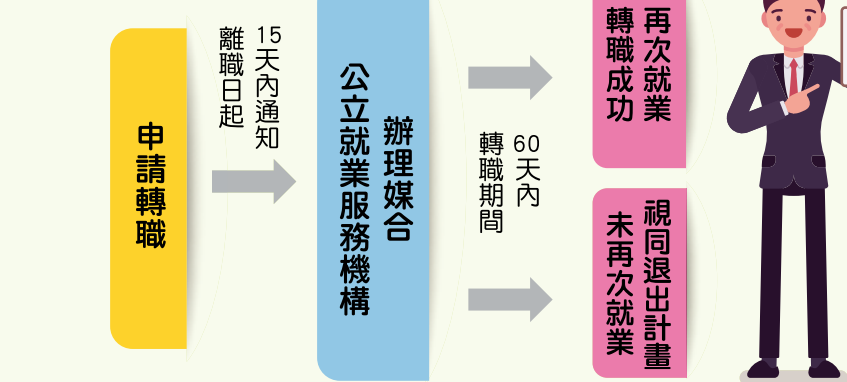 申請轉職
離職日起
15天內通知
公立就業服務機構
辦理媒合
轉職期間
60天內
轉職成功
再次就業
未再次就業
視同退出計畫